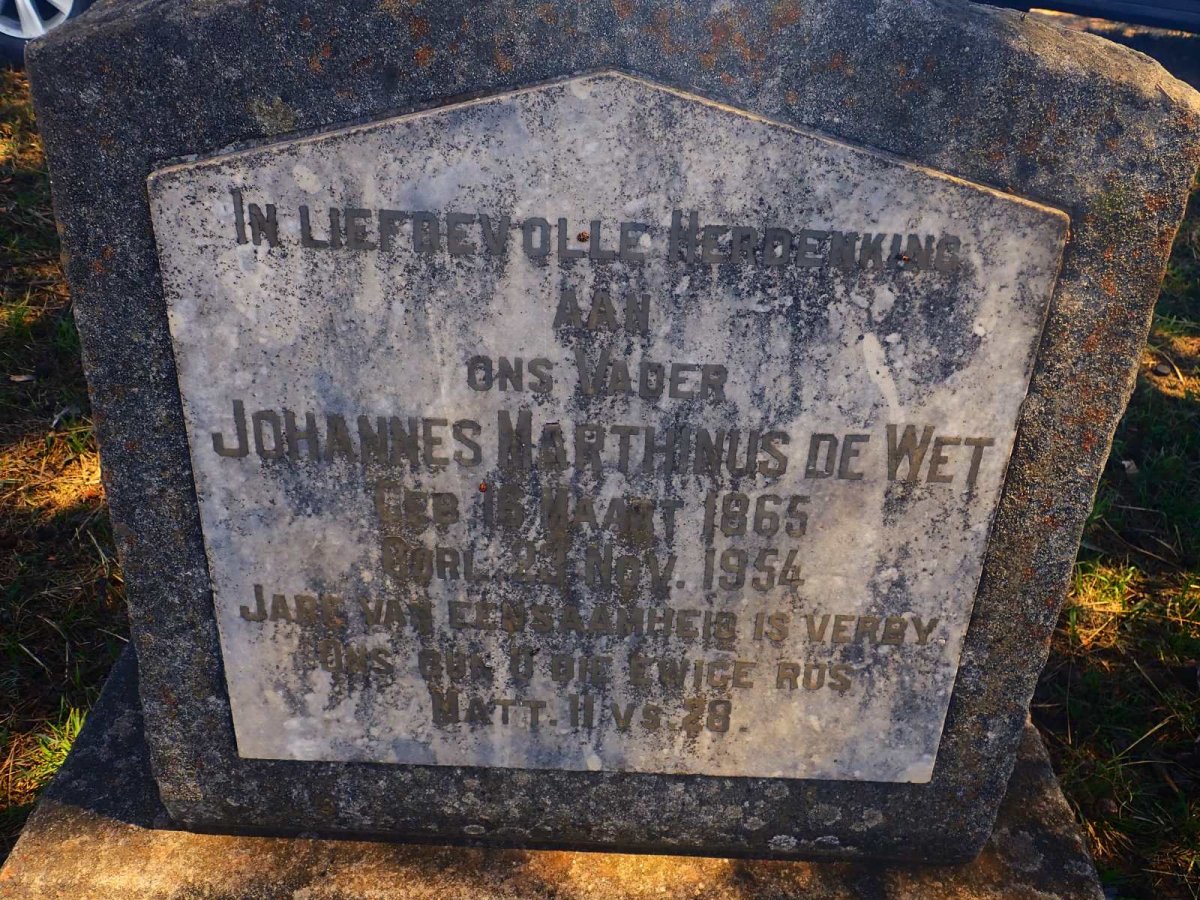 In Liefdevolle Herdenking
aan
ons Vader
Johannes Marthinus de Wet
Geb 16 Maart 1865
Oorl. 23 Nov. 1954
Jare van eensaamheid is verby
Ons gun U die ewige rus
Matt. 11 vs. 28.